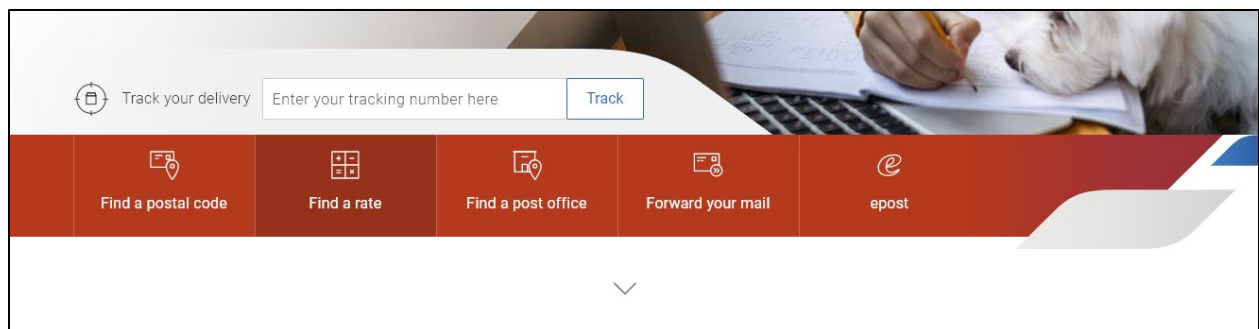 Track your delivery
Enter your tracking number here
Track
Find a postal code
Find a rate
Find a post office
Forward your mail
epost